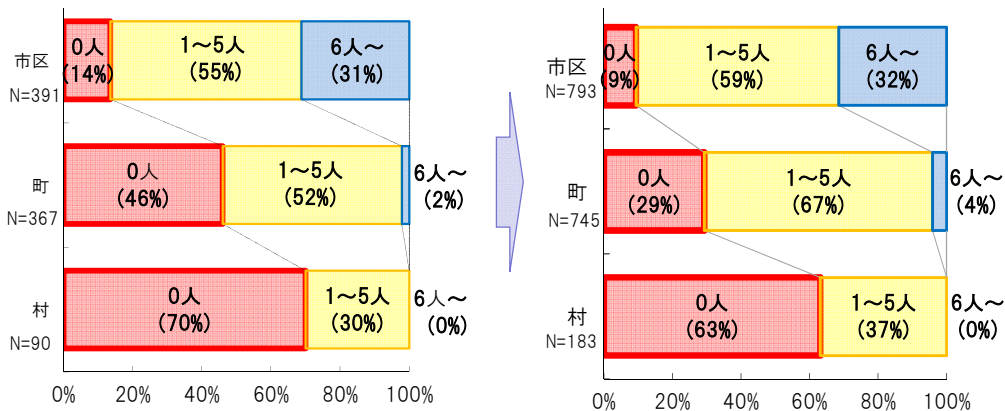 0人
(14%)
1～5人
(55%)
6人～
(31%)
市区
N=391
0人
(46%)
1～5人
(52%)
6人～
(2%)
町
N=367
0人
(70%)
1～5人
(30%)
6人～
(0%)
村
N=90
0% 20% 40% 60% 80% 100%
0人
(9%)
1～5人
(59%)
6人～
(32%)
市区
N=793
0人
(29%)
1～5人
(67%)
6人～
(4%)
町
N=745
0人
(63%)
1～5人
(37%)
6人～
(0%)
村
N=183
0% 20% 40% 60% 80% 100%